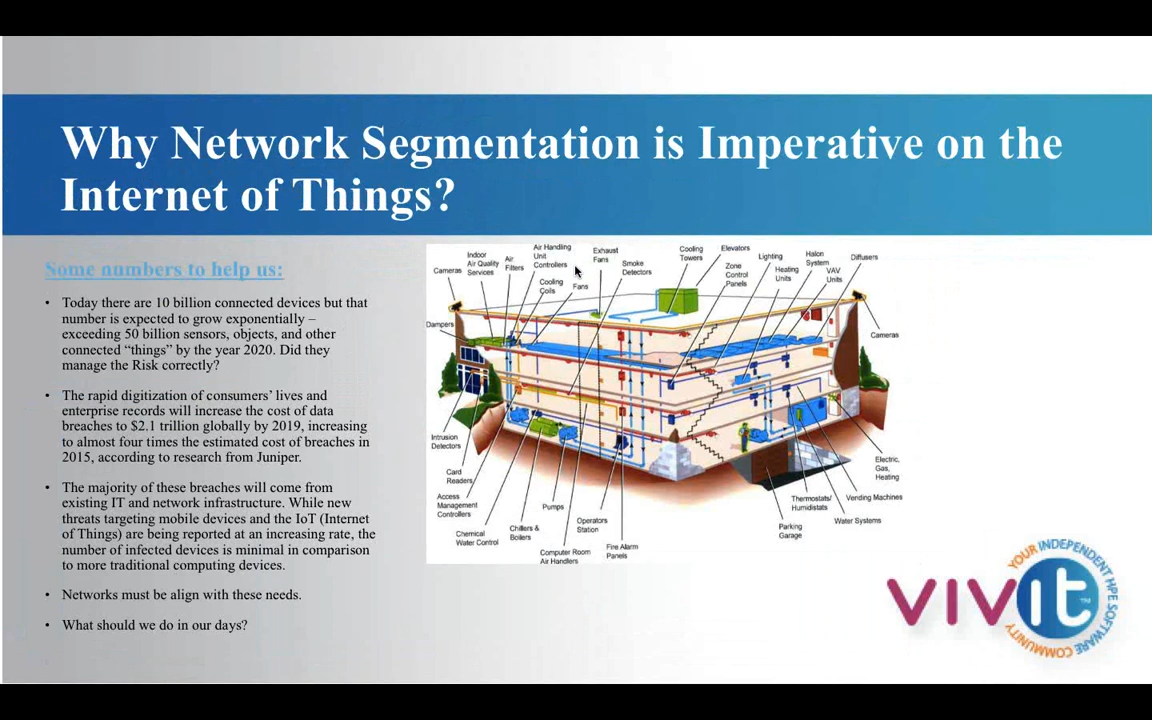 Why Network Segmentation is Imperative on the
Internet of Things?
Some numbers to help us:
• Today there are 10 billion connected devices but that
number is expected to grow exponentially –
exceeding 50 billion sensors, objects, and other
connected “things” by the year 2020. Did they
manage the Risk correctly?
• The rapid digitization of consumers’ lives and
enterprise records will increase the cost of data
breaches to $2.1 trillion globally by 2019, increasing
to almost four times the estimated cost of breaches in
2015, according to research from Juniper.
• The majority of these breaches will come from
existing IT and network infrastructure. While new
threats targeting mobile devices and the IoT (Internet
of Things) are being reported at an increasing rate, the
number of infected devices is minimal in comparison
to more traditional computing devices.
• Networks must be align with these needs.
• What should we do in our days?
Cameras
Indoor
Air Quality
Services
Air
Filters
Air Handling
Unit
Controllers
Cooling
Coils
Fans
Exhaust
Fans
Smoke
Detectors
Cooling
Towers
Elevators
Zone
Control
Panels
Lighting
Heating
Units
Halon
System
VAV
Units
Diffusers
Dampers
Cameras
Intrusion
Detectors
Card
Readers
Access
Management
Controllers
Chemical
Water Control
Chillers &
Boilers
Pumps
Computer Room
Air Handlers
Operators
Station
Fire Alarm
Panels
Parking
Garage
Thermostats/
Humidistats
Water Systems
Vending Machines
Electric,
Gas,
Heating
VIVIT
TM
YOUR INDEPENDENT HPE SOFTWARE COMMUNITY